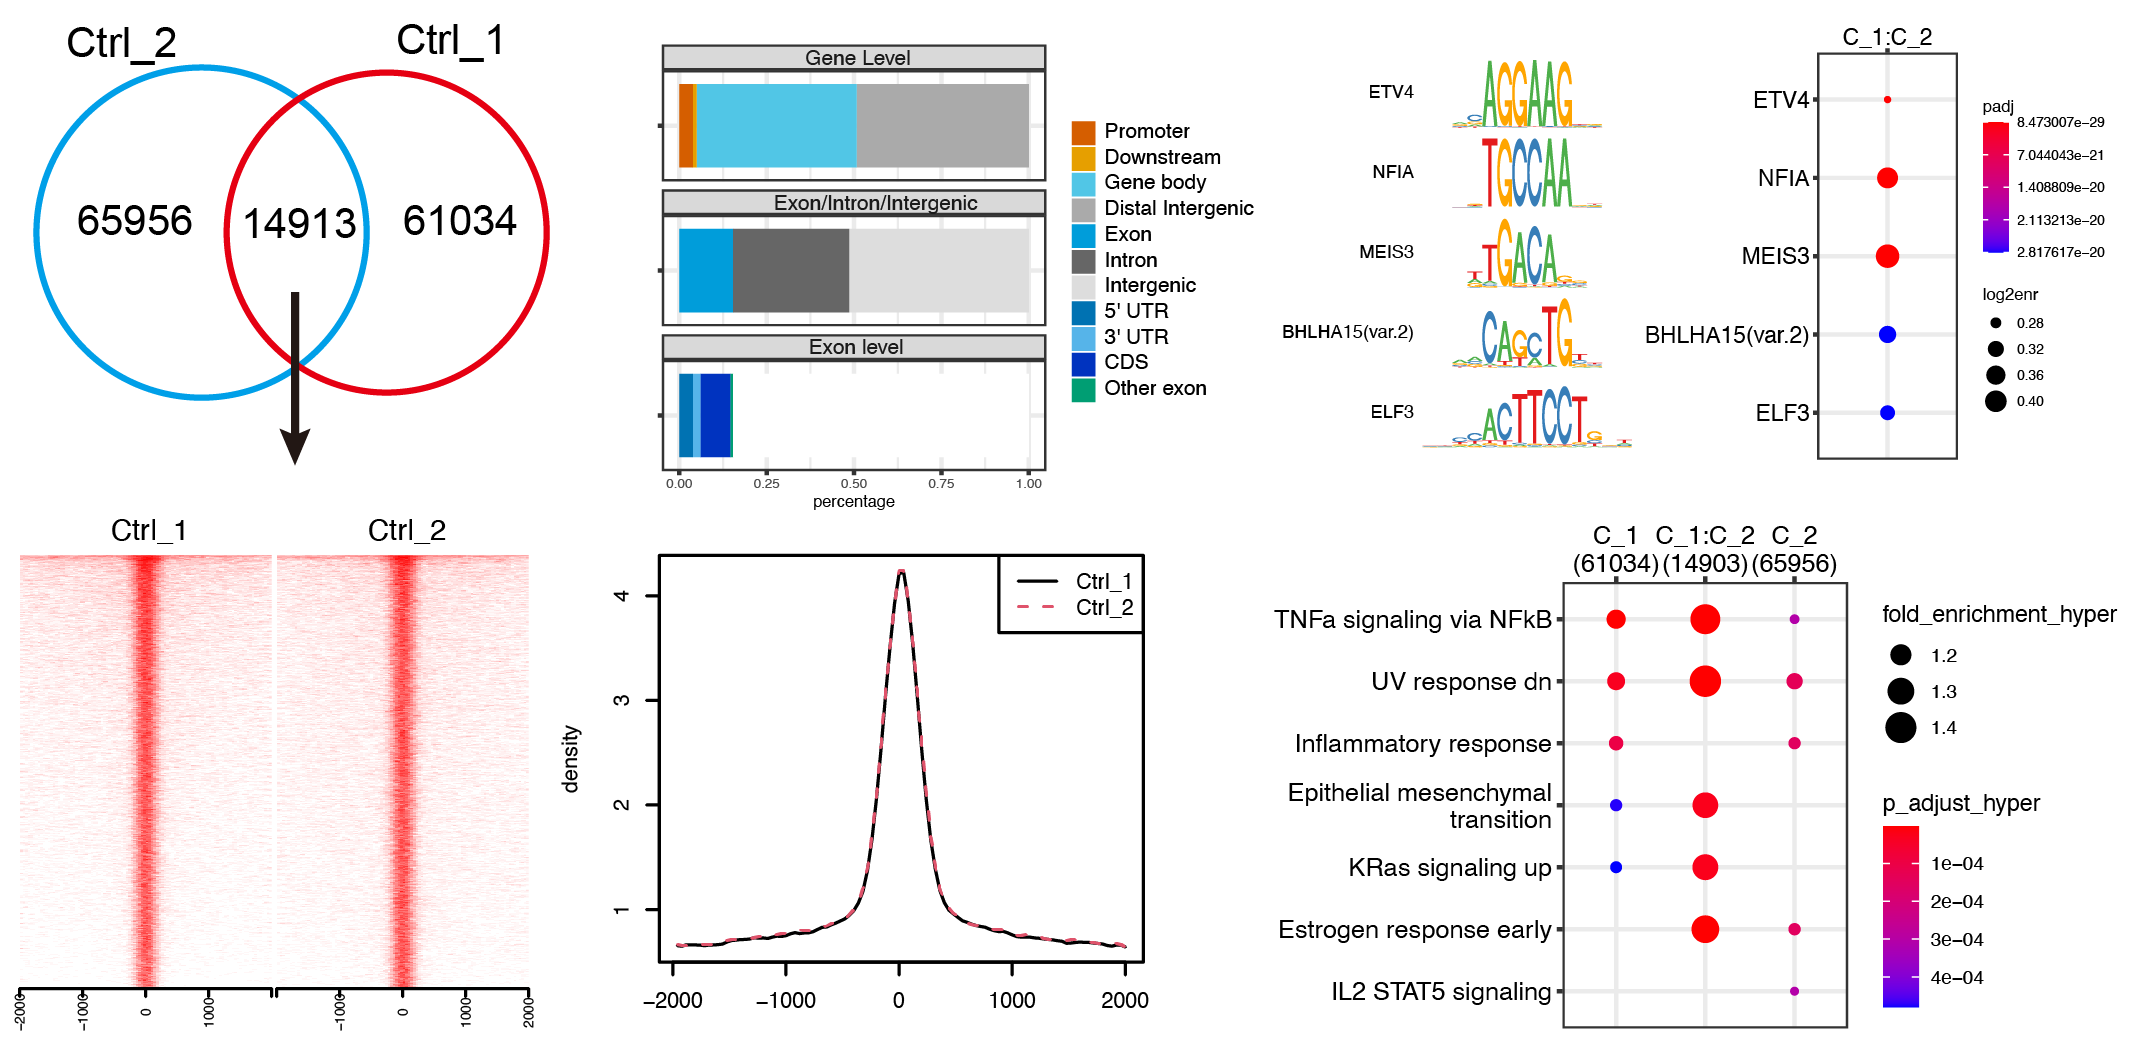 Ctrl_2
Ctrl_1
65956
14913
61034
Gene Level
Exon/Intron/Intergenic
Exon level
0.00 0.25 0.50 0.75 1.00
percentage
Promoter
Downstream
Gene body
Distal Intergenic
Exon
Intron
Intergenic
5' UTR
3' UTR
CDS
Other exon
ETV4
AGGAAG
NFIA
TGCCAA
MEIS3
TGACA
BHLHA15(var.2)
CAGCTG
ELF3
ACTTCCT
C_1:C_2
ETV4
NFIA
MEIS3
BHLHA15(var.2)
ELF3
padj
8.473007e−29
7.044043e−21
1.408809e−20
2.113213e−20
2.817617e−20
log2enr
0.28
0.32
0.36
0.40
Ctrl_1
Ctrl_2
-2000 -1000 0 1000
-1000 0 1000 2000
density
4
3
2
1
−2000 −1000 0 1000 2000
Ctrl_1
Ctrl_2
C_1 C_1:C_2 C_2
(61034) (14903) (65956)
TNFa signaling via NFkB
UV response dn
Inflammatory response
Epithelial mesenchymal
transition
KRas signaling up
Estrogen response early
IL2 STAT5 signaling
fold_enrichment_hyper
1.2
1.3
1.4
p_adjust_hyper
1e−04
2e−04
3e−04
4e−04